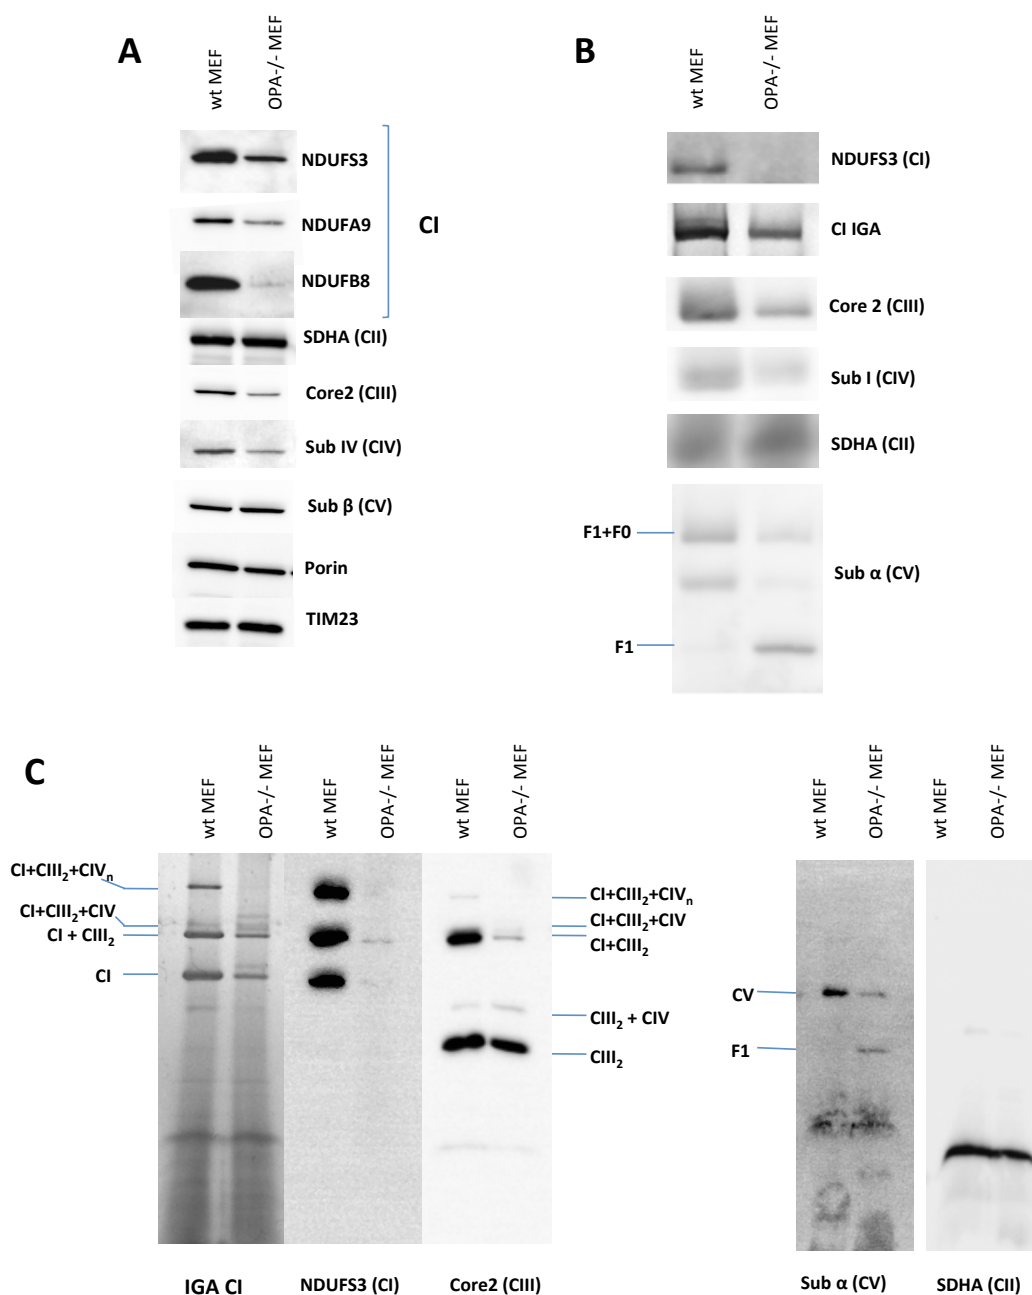 A
wt MEF
OPA-/- MEF
NDUFS3
NDUFA9
CI
NDUFB8
SDHA (CII)
Core2 (CIII)
Sub IV (CIV)
Sub β (CV)
Porin
TIM23
B
wt MEF
OPA-/- MEF
NDUFS3 (CI)
CI IGA
Core 2 (CIII)
Sub I (CIV)
SDHA (CII)
F1+F0
Sub α (CV)
F1
C
wt MEF
OPA-/- MEF
wt MEF
OPA-/- MEF
wt MEF
OPA-/- MEF
CI+CIII2+CIVn
CI+CIII2+CIV
CI + CIII2
CI
CI+CIII2+CIVn
CI+CIII2+CIV
CI+CIII2
CIII2 + CIV
CIII2
IGA CI
NDUFS3 (CI)
Core2 (CIII)
wt MEF
OPA-/- MEF
wt MEF
OPA-/- MEF
CV
F1
Sub α (CV)
SDHA (CII)